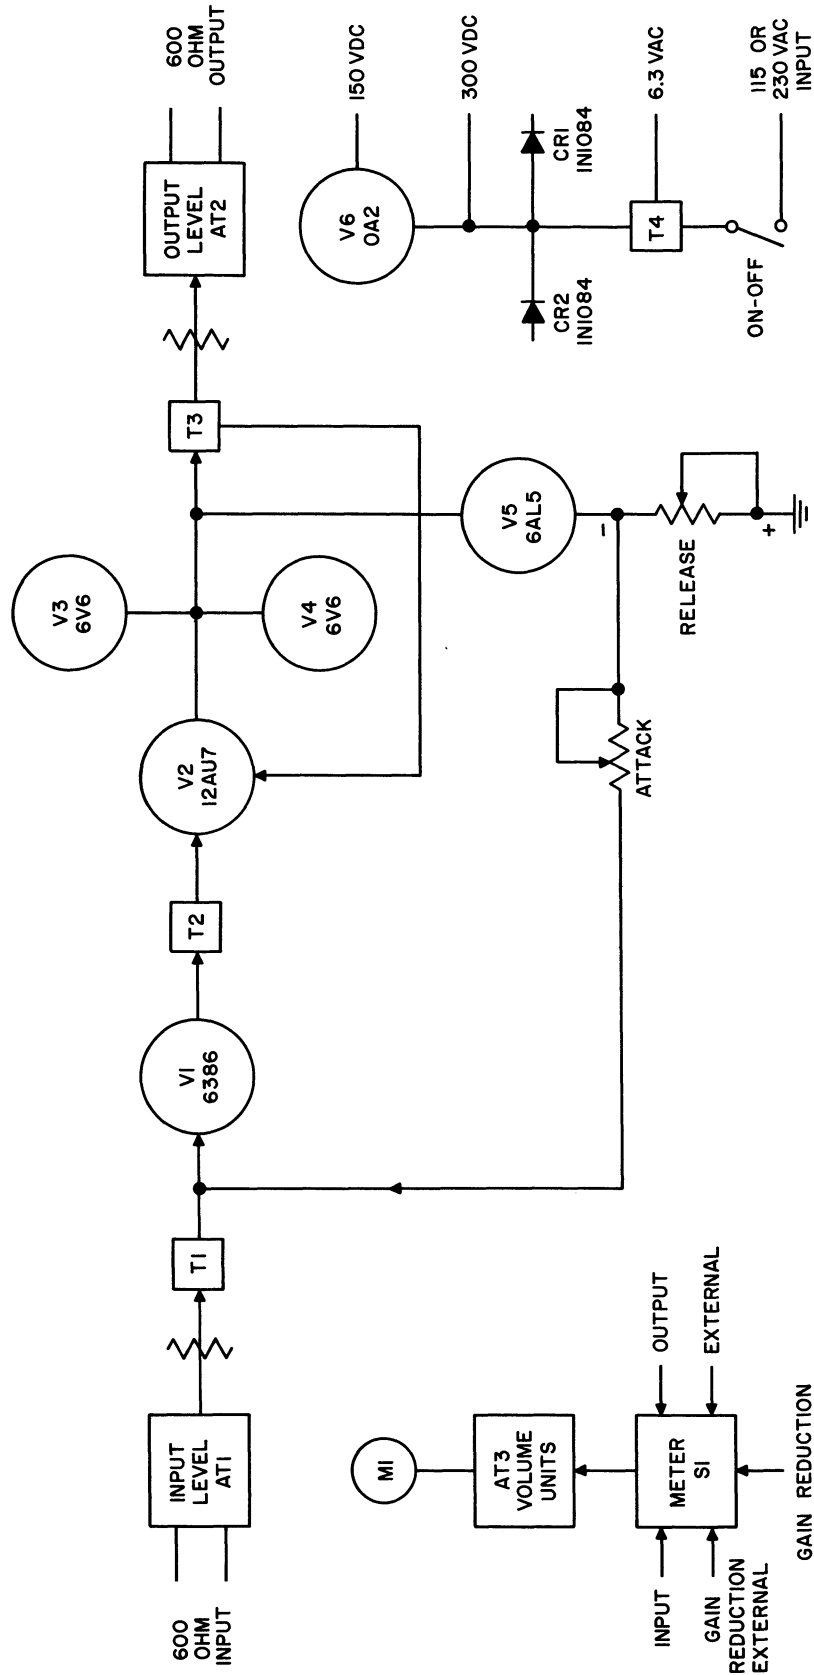 600
OHM
INPUT
INPUT
LEVEL
AT1
T1
V1
6386
T2
V2
12AU7
V3
6V6
V4
6V6
T3
OUTPUT
LEVEL
AT2
600
OHM
OUTPUT
V5
6AL5
-
RELEASE
+
ATTACK
V6
OA2
150 VDC
300 VDC
CR2
IN1084
CR1
IN1084
T4
6.3 VAC
ON-OFF
115 OR
230 VAC
INPUT
M1
AT3
VOLUME
UNITS
METER
S1
INPUT
OUTPUT
GAIN
REDUCTION
EXTERNAL
EXTERNAL
GAIN REDUCTION